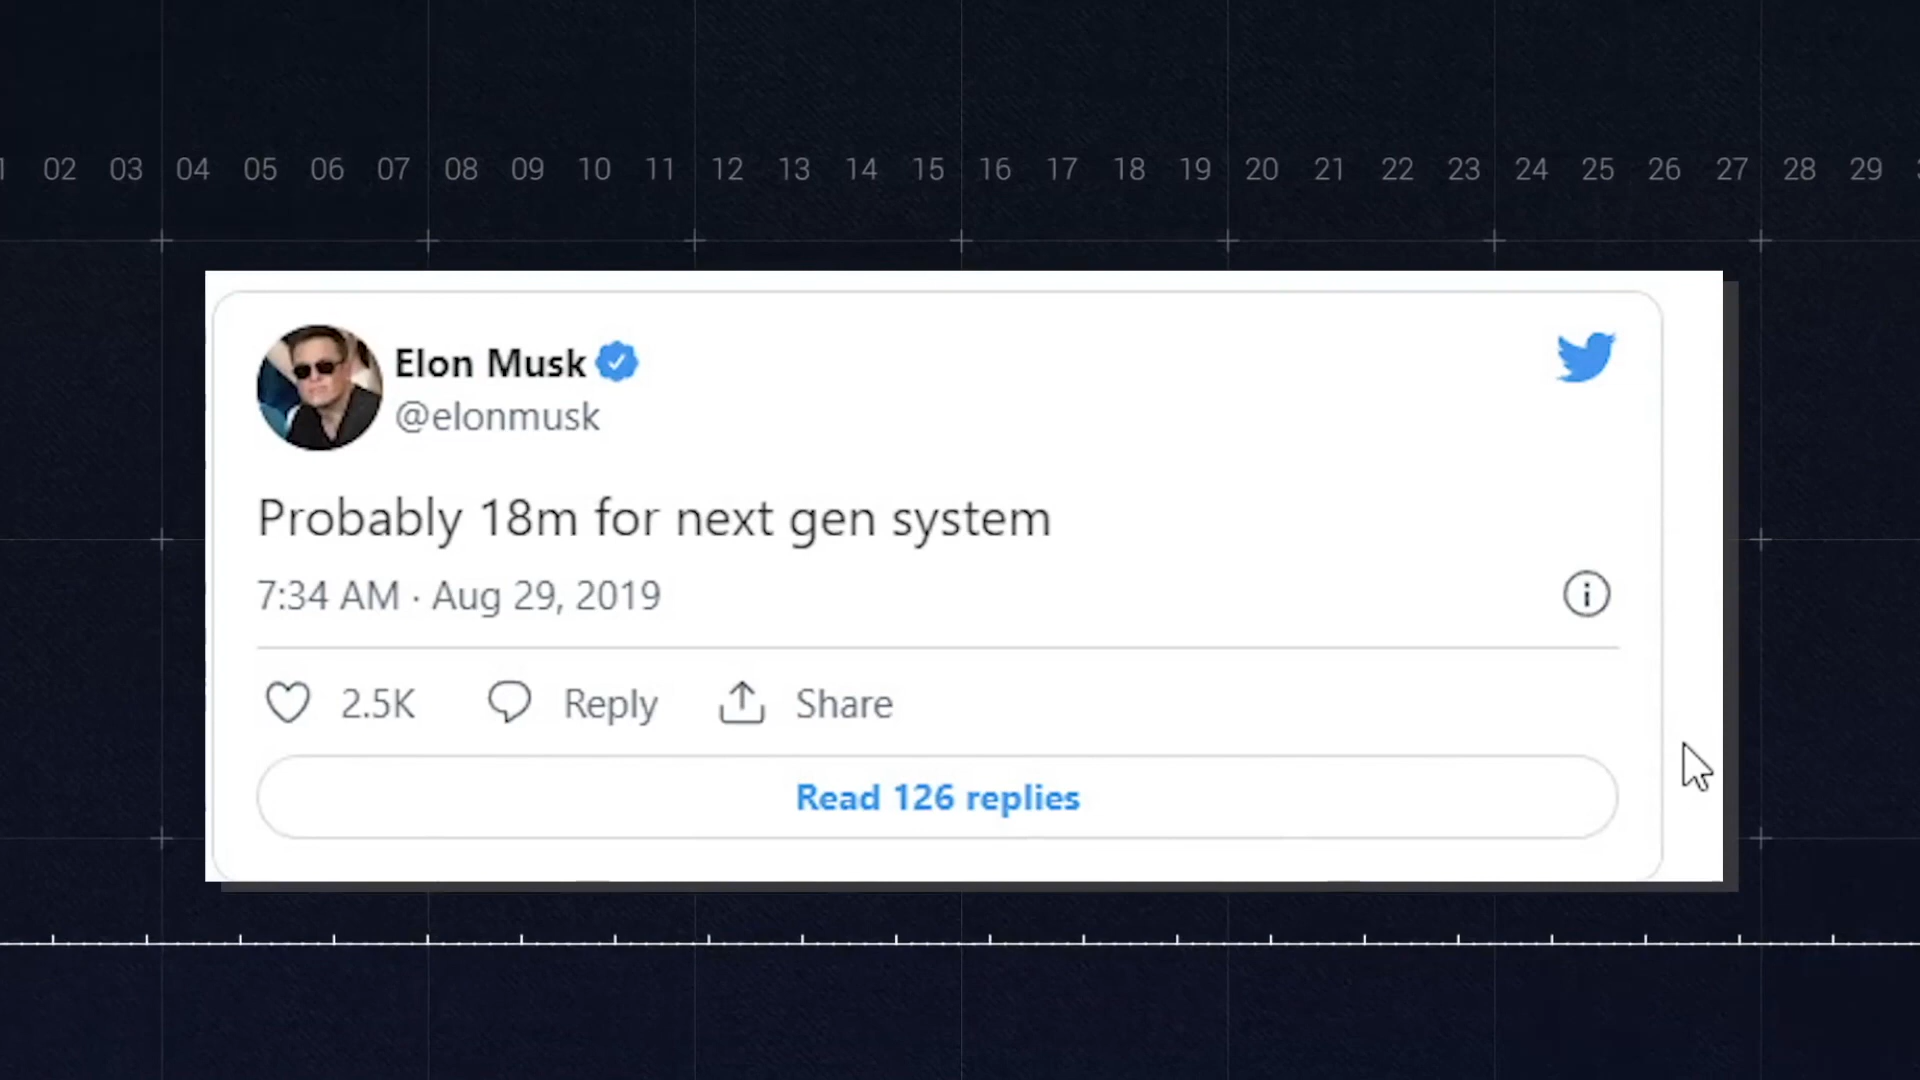 02 03 04 05 06 07 08 09 10 11 12 13 14 15 16 17 18 19 20 21 22 23 24 25 26 27 28 29
Elon Musk
@elonmusk
Probably 18m for next gen system
7:34 AM · Aug 29, 2019
2.5K Reply Share
Read 126 replies